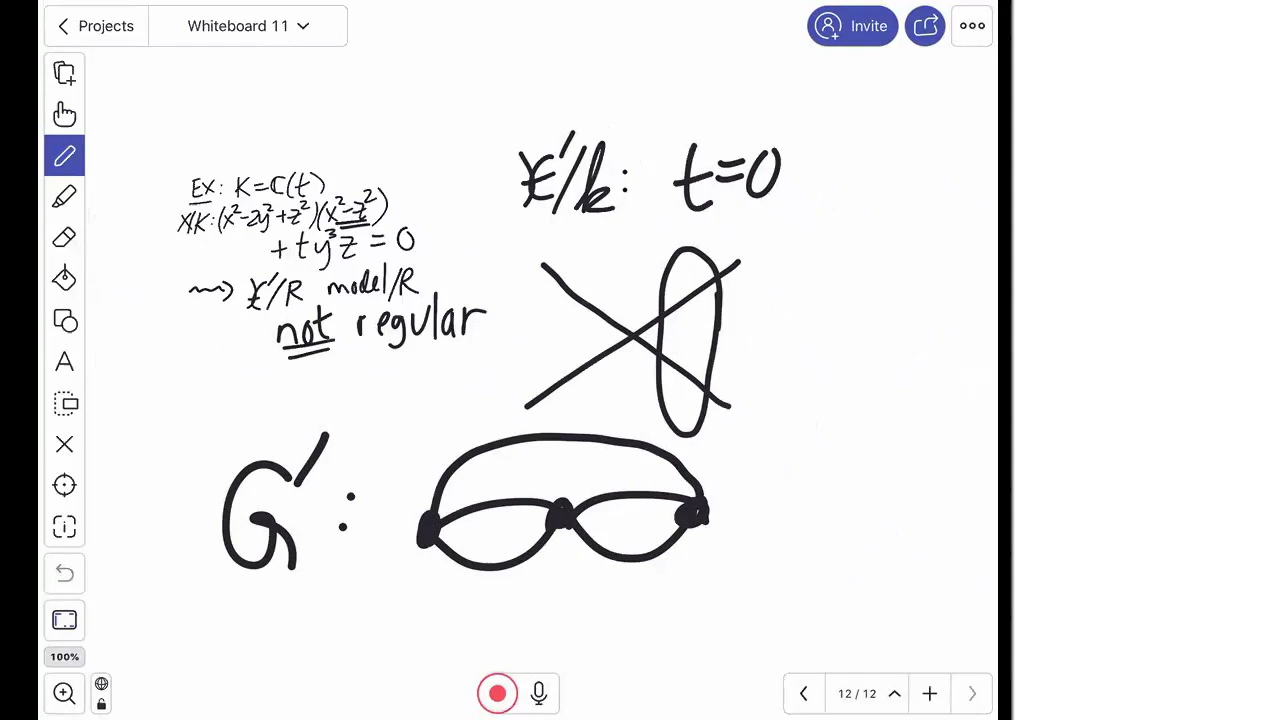 Projects
Whiteboard 11
Invite
Ex: K=ℂ(t)
X/K: (x²-2y²+z²)(x²-z²)
+ty³z=0
⇝ 𝔛'/R model/R
not regular
𝔛'/k: t=0
G':
A
100%
12/12